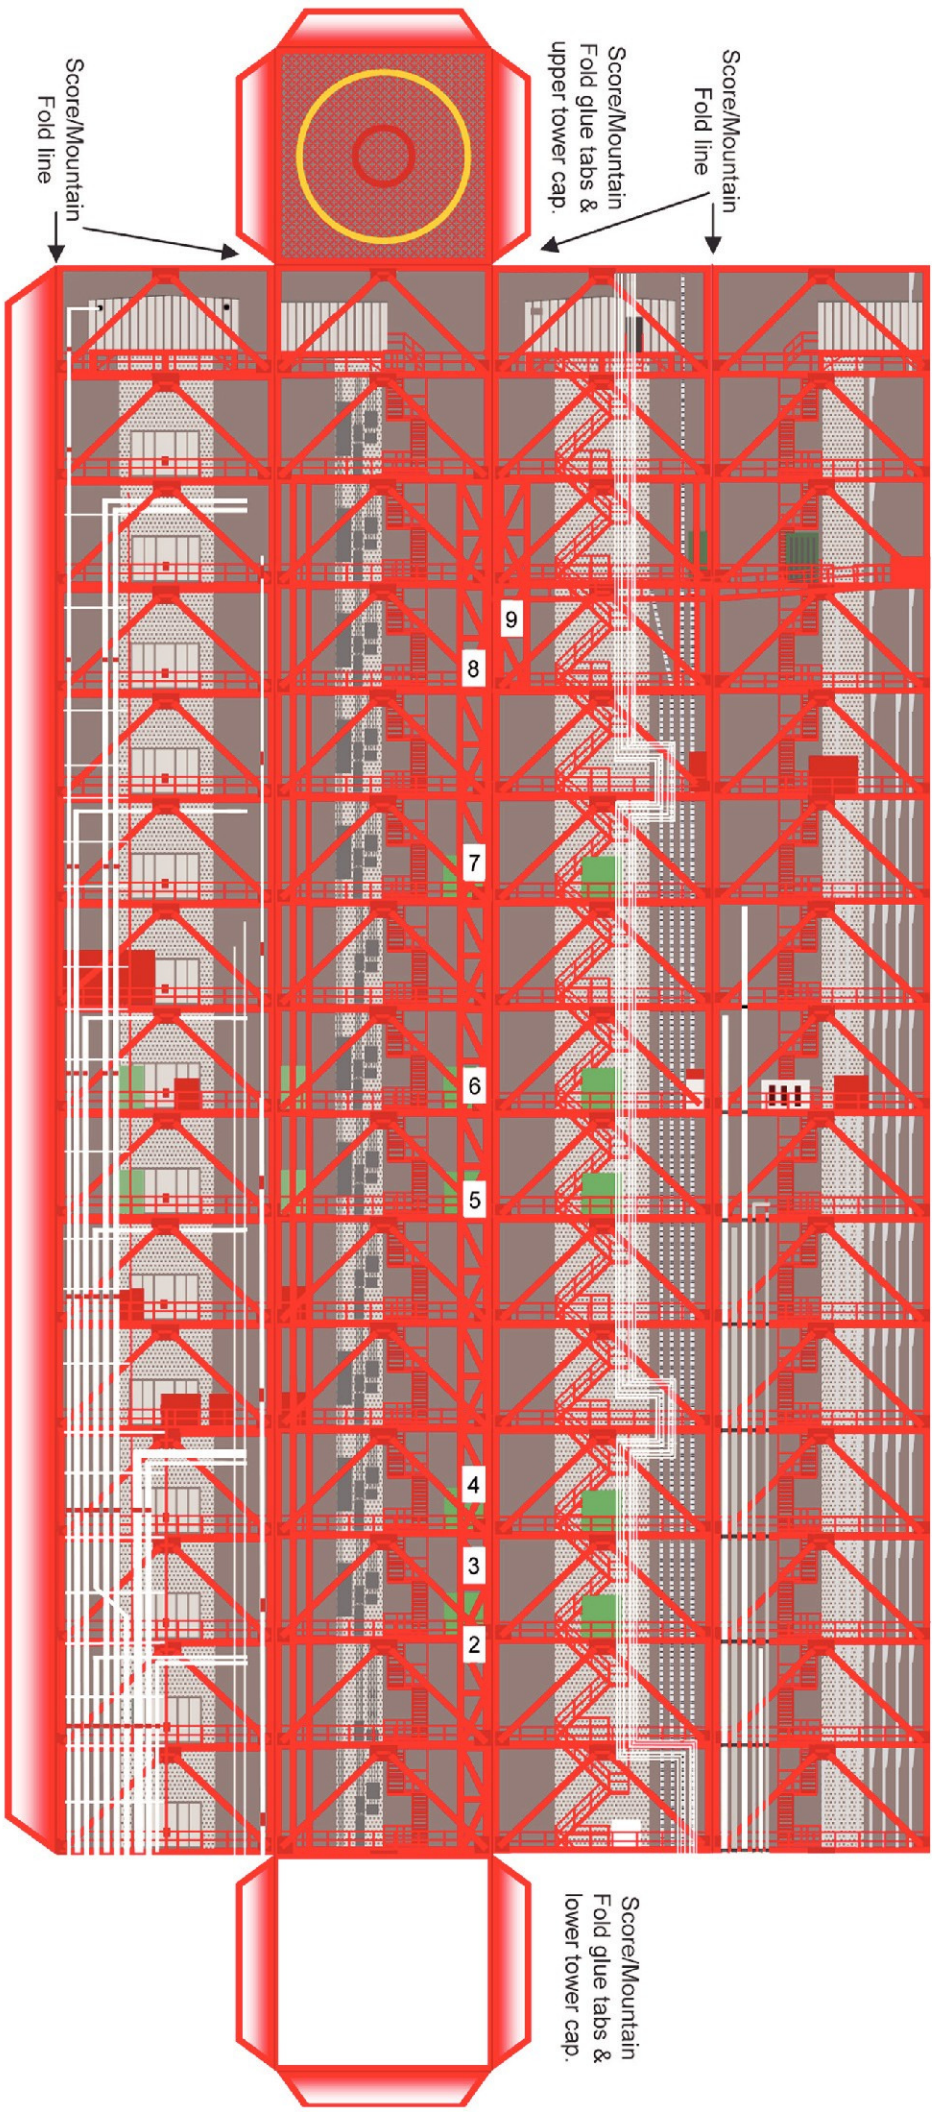 Score/Mountain
Fold line
Score/Mountain
Fold glue tabs &
upper tower cap.
Score/Mountain
Fold line
9
8
7
6
5
4
3
2
Score/Mountain
Fold glue tabs &
lower tower cap.